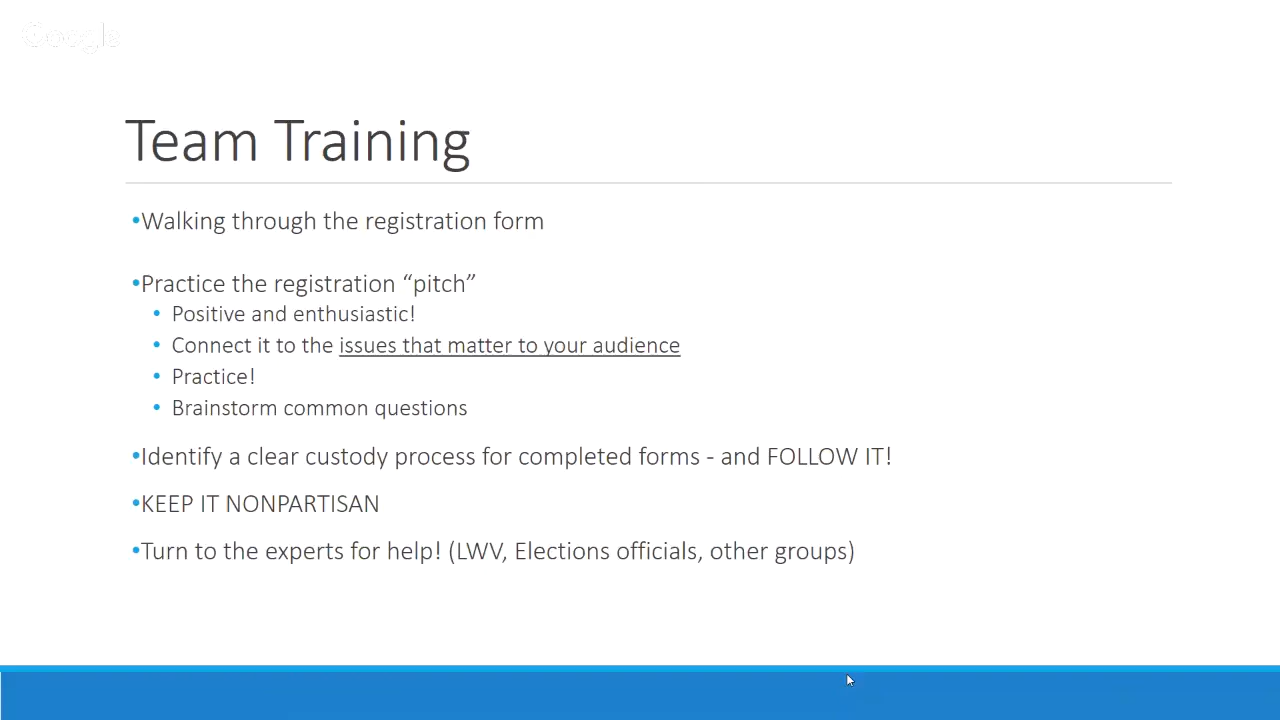 Google
Team Training
•Walking through the registration form
•Practice the registration “pitch”
• Positive and enthusiastic!
• Connect it to the issues that matter to your audience
• Practice!
• Brainstorm common questions
•Identify a clear custody process for completed forms - and FOLLOW IT!
•KEEP IT NONPARTISAN
•Turn to the experts for help! (LWV, Elections officials, other groups)